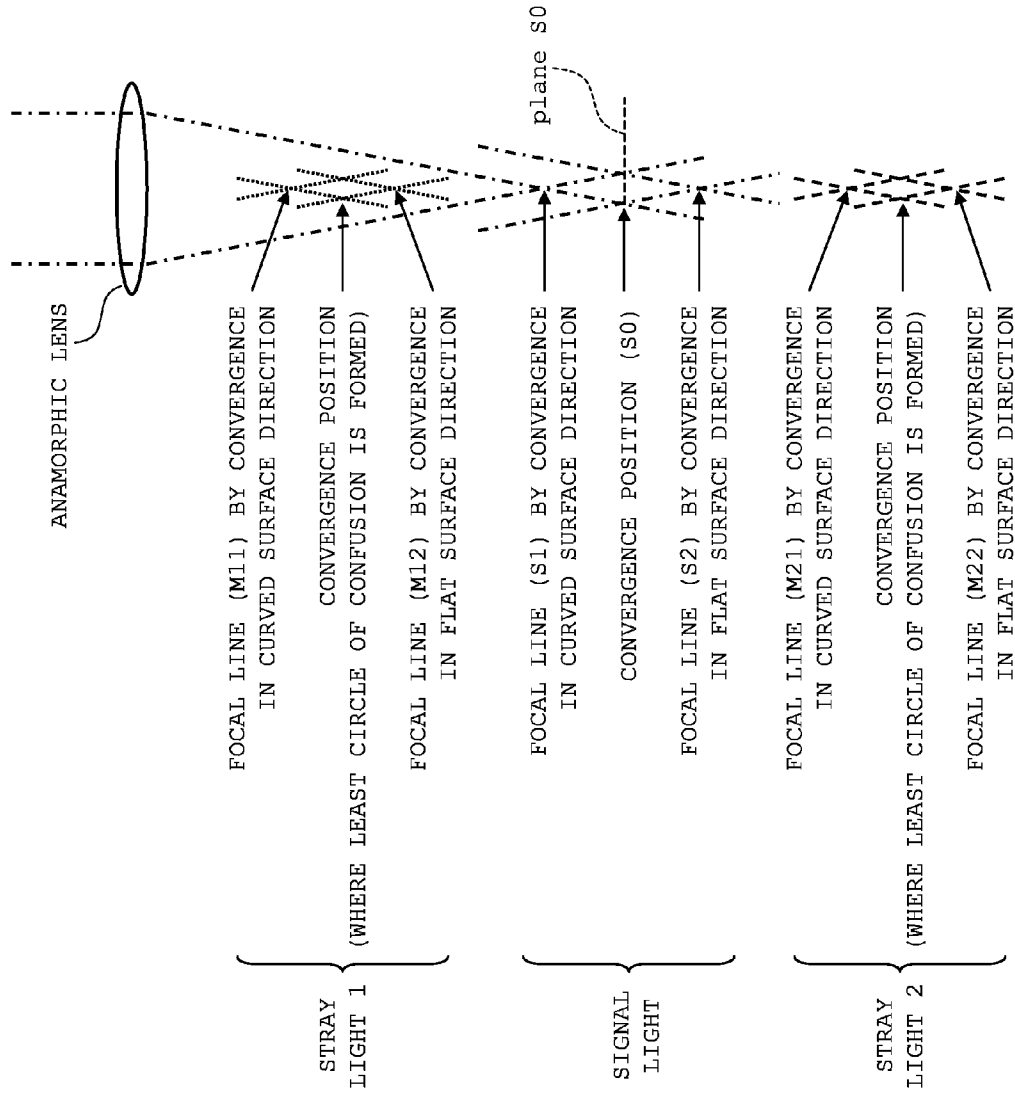 ANAMORPHIC LENS
plane S0
STRAY
LIGHT 1
FOCAL LINE (M11) BY CONVERGENCE
IN CURVED SURFACE DIRECTION
CONVERGENCE POSITION
(WHERE LEAST CIRCLE OF CONFUSION IS FORMED)
FOCAL LINE (M12) BY CONVERGENCE
IN FLAT SURFACE DIRECTION
SIGNAL
LIGHT
FOCAL LINE (S1) BY CONVERGENCE
IN CURVED SURFACE DIRECTION
CONVERGENCE POSITION (S0)
FOCAL LINE (S2) BY CONVERGENCE
IN FLAT SURFACE DIRECTION
STRAY
LIGHT 2
FOCAL LINE (M21) BY CONVERGENCE
IN CURVED SURFACE DIRECTION
CONVERGENCE POSITION
(WHERE LEAST CIRCLE OF CONFUSION IS FORMED)
FOCAL LINE (M22) BY CONVERGENCE
IN FLAT SURFACE DIRECTION